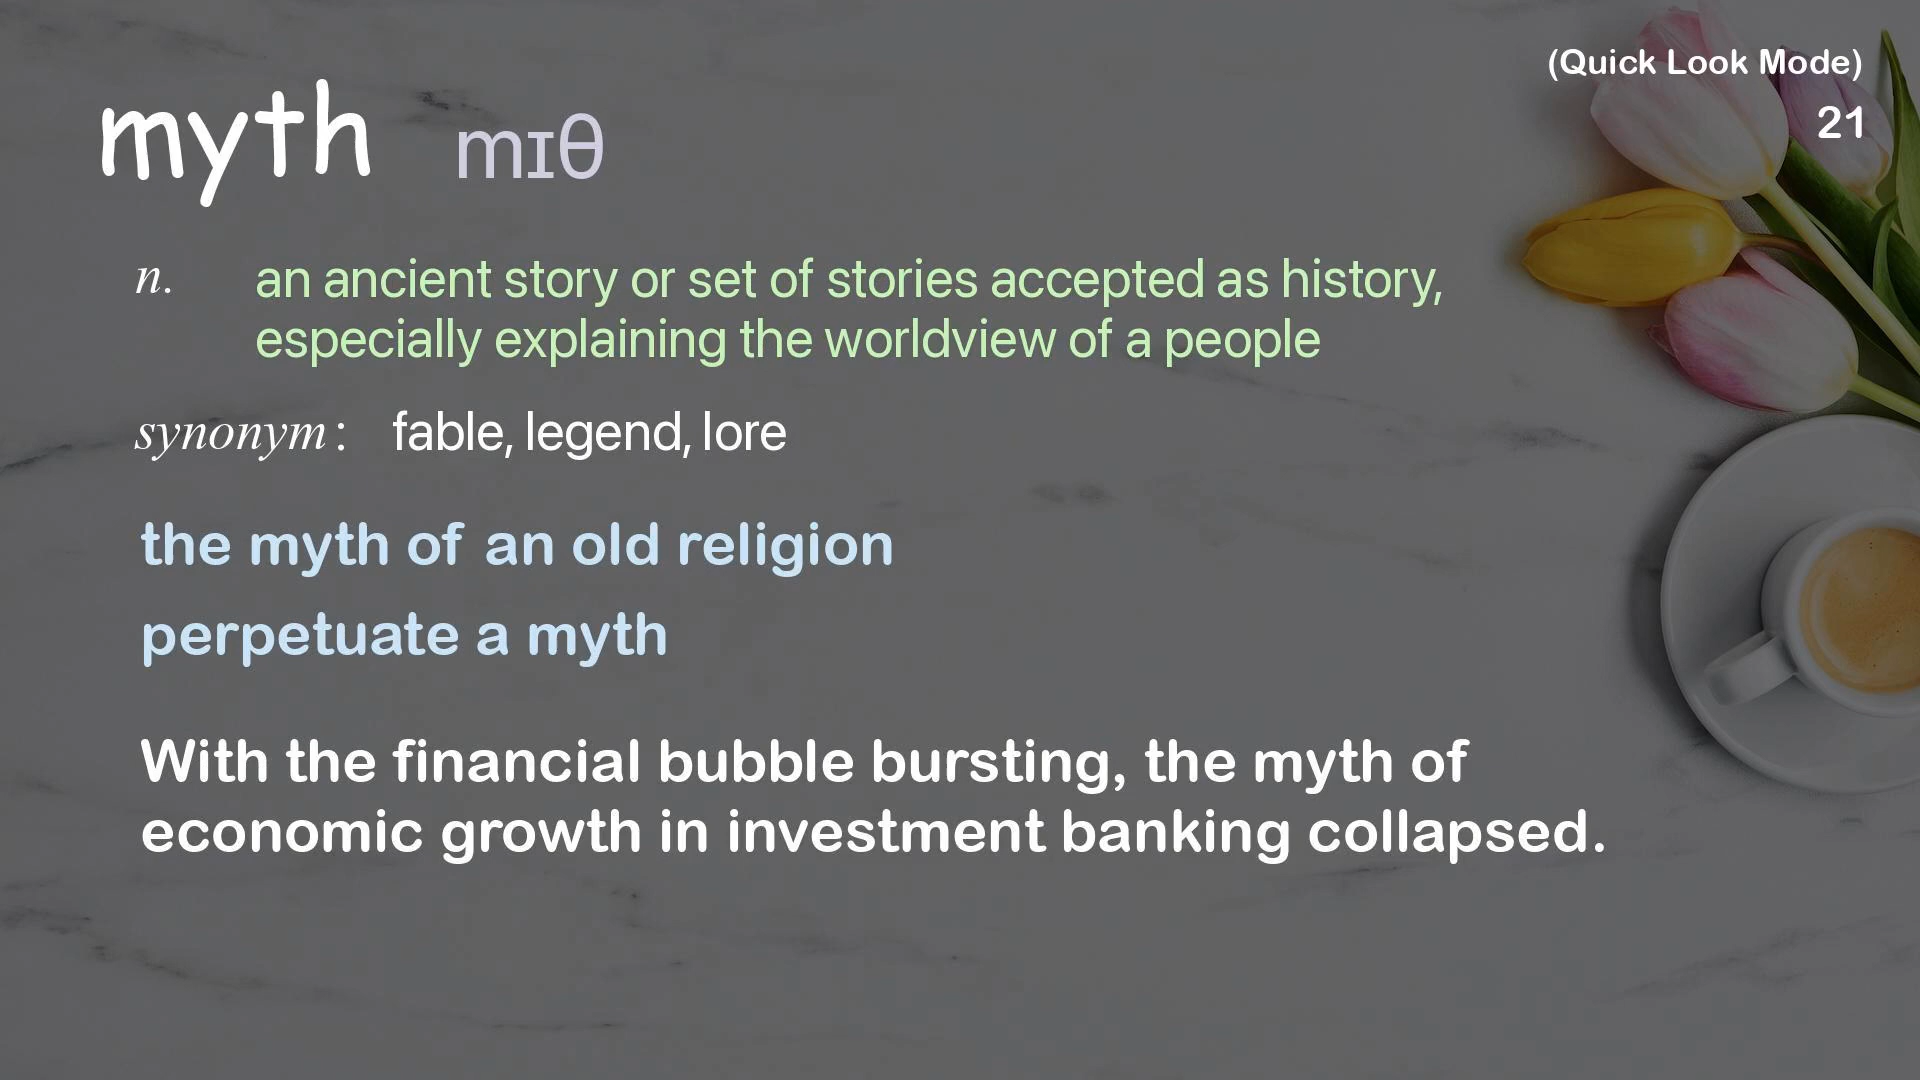 (Quick Look Mode)
21
myth mɪθ
n. an ancient story or set of stories accepted as history,
especially explaining the worldview of a people
synonym: fable, legend, lore
the myth of an old religion
perpetuate a myth
With the financial bubble bursting, the myth of
economic growth in investment banking collapsed.